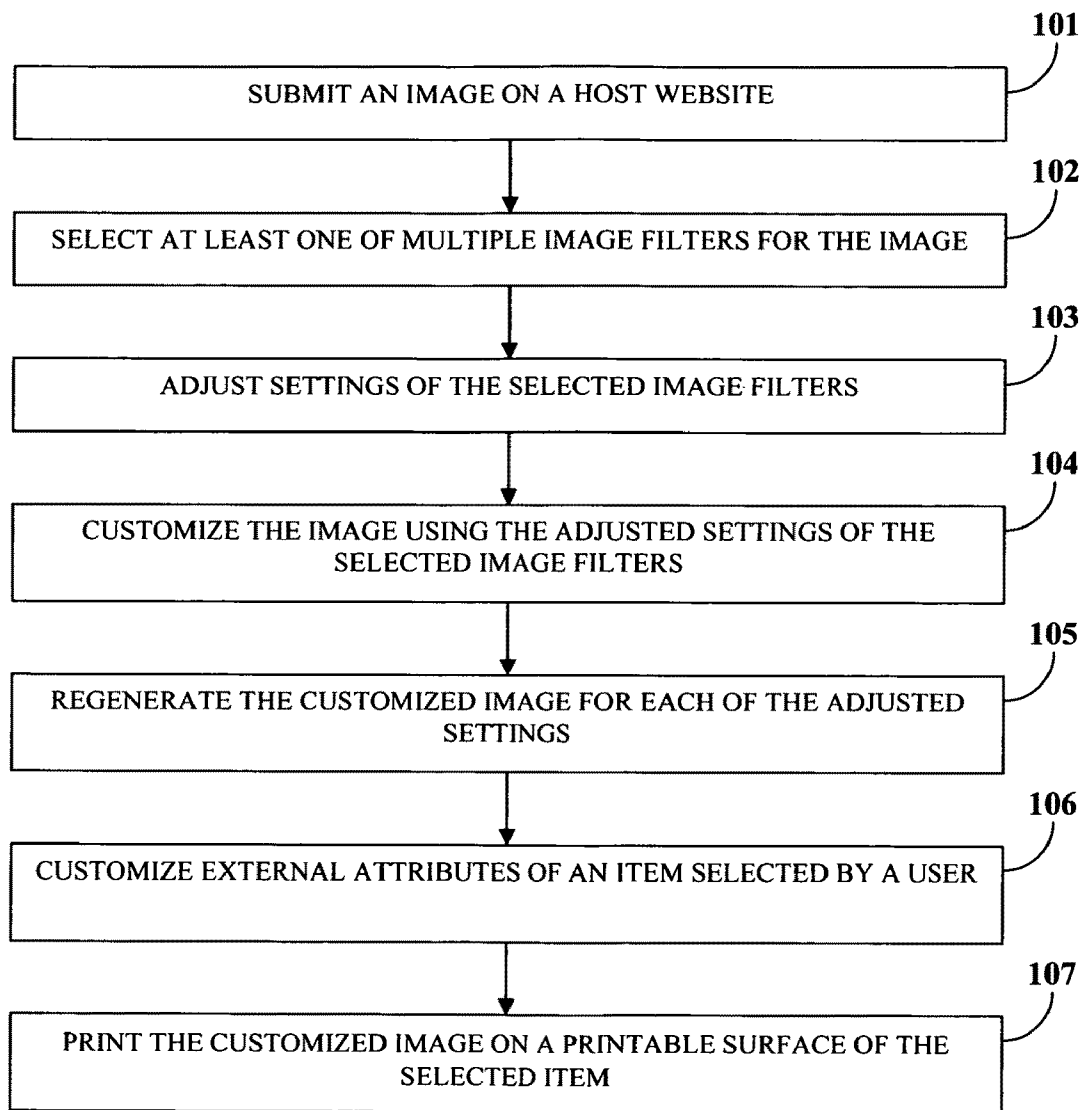 101
SUBMIT AN IMAGE ON A HOST WEBSITE
102
SELECT AT LEAST ONE OF MULTIPLE IMAGE FILTERS FOR THE IMAGE
103
ADJUST SETTINGS OF THE SELECTED IMAGE FILTERS
104
CUSTOMIZE THE IMAGE USING THE ADJUSTED SETTINGS OF THE
SELECTED IMAGE FILTERS
105
REGENERATE THE CUSTOMIZED IMAGE FOR EACH OF THE ADJUSTED
SETTINGS
106
CUSTOMIZE EXTERNAL ATTRIBUTES OF AN ITEM SELECTED BY A USER
107
PRINT THE CUSTOMIZED IMAGE ON A PRINTABLE SURFACE OF THE
SELECTED ITEM